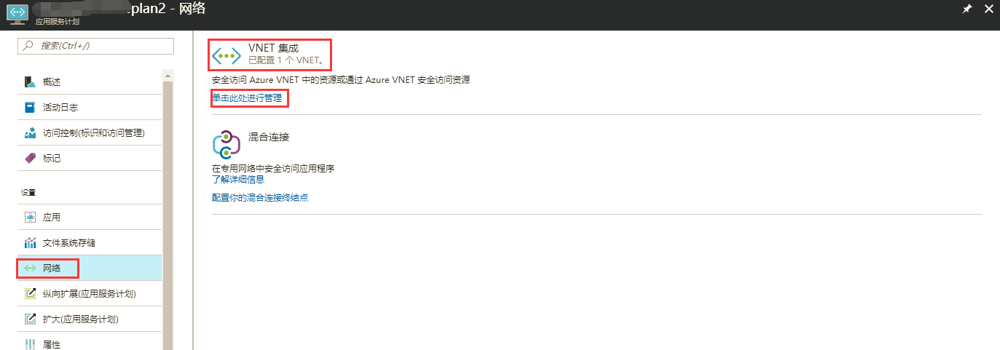 eplan2 - 网络
应用服务计划
搜索(Ctrl+/)
概述
活动日志
访问控制(标识和访问管理)
标记
设置
应用
文件系统存储
网络
纵向扩展(应用服务计划)
扩大(应用服务计划)
属性
VNET 集成
已配置 1 个 VNET。
安全访问 Azure VNET 中的资源或通过 Azure VNET 安全访问资源
单击此处进行管理
混合连接
在专用网络中安全访问应用程序
了解详细信息
配置你的混合连接终结点